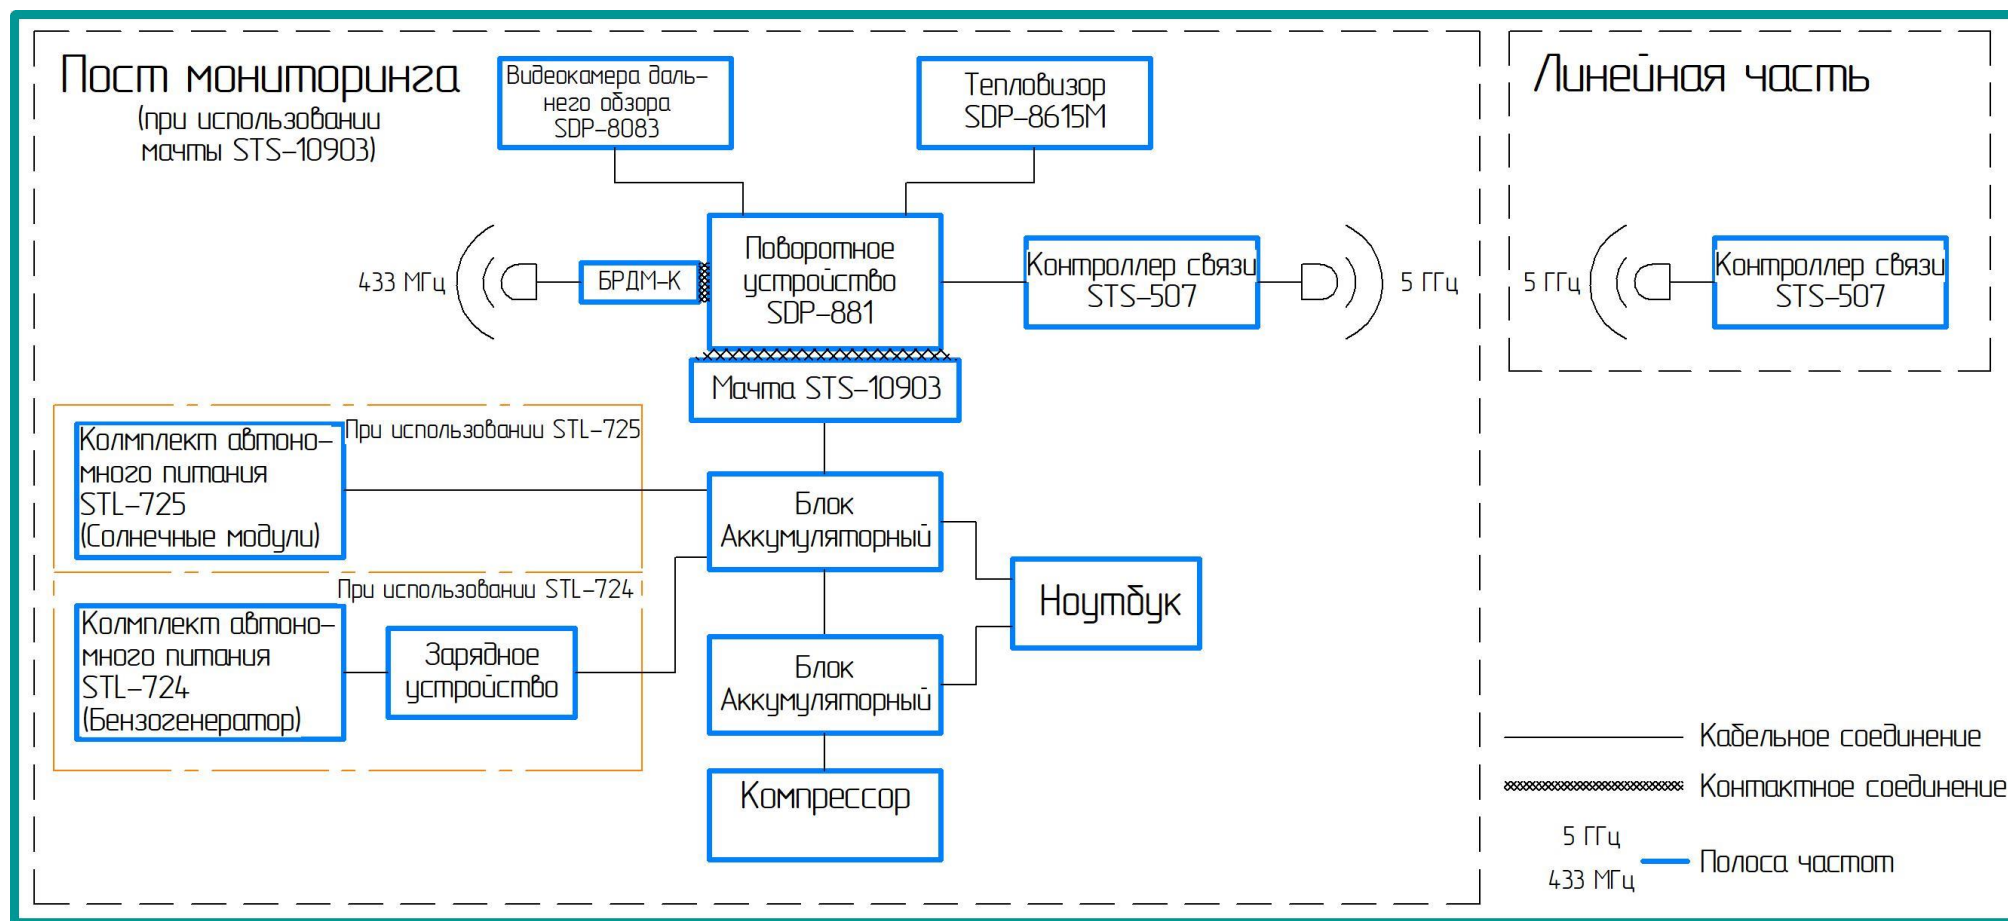 Пост мониторинга
(при использовании
мачты STS-10903)
Видеокамера даль-
него обзора
SDP-8083
Тепловизор
SDP-8615M
Линейная часть
433 МГц
БРДМ-К
Поворотное
устройство
SDP-881
Контроллер связи
STS-507
5 ГГц
5 ГГц
Контроллер связи
STS-507
Мачта STS-10903
При использовании STL-725
Колмплект автоно-
много питания
STL-725
(Солнечные модули)
Блок
Аккумуляторный
При использовании STL-724
Колмплект автоно-
много питания
STL-724
(Бензогенератор)
Зарядное
устройство
Ноутбук
Блок
Аккумуляторный
Компрессор
Кабельное соединение
Контактное соединение
5 ГГц
433 МГц
Полоса частот